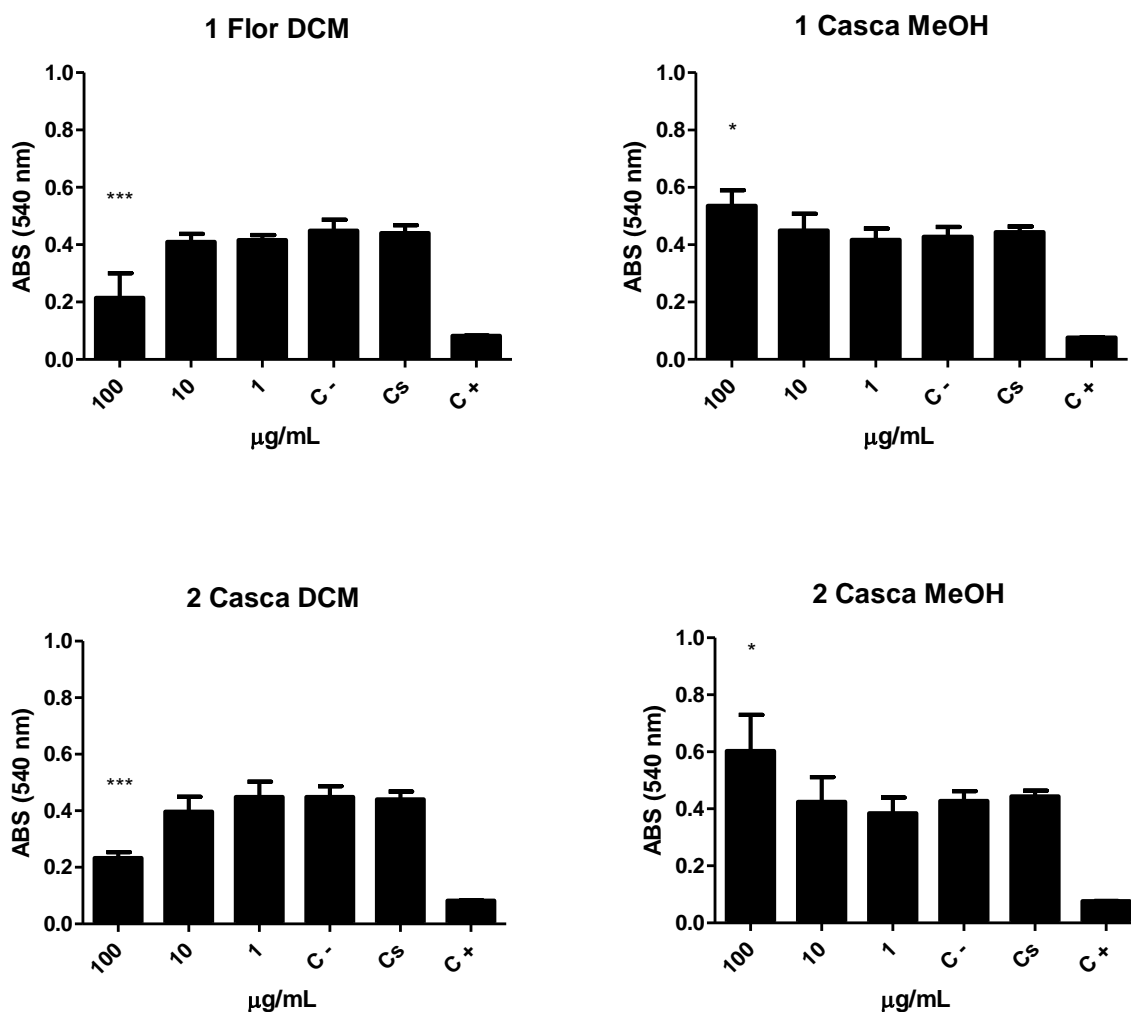 1 Flor DCM
1.0
0.8
0.6
0.4
0.2
0.0
ABS (540 nm)
***
100
10
1
C -
Cs
C +
μg/mL
1 Casca MeOH
1.0
0.8
0.6
0.4
0.2
0.0
ABS (540 nm)
*
100
10
1
C -
Cs
C +
μg/mL
2 Casca DCM
1.0
0.8
0.6
0.4
0.2
0.0
ABS (540 nm)
***
100
10
1
C -
Cs
C +
μg/mL
2 Casca MeOH
1.0
0.8
0.6
0.4
0.2
0.0
ABS (540 nm)
*
100
10
1
C -
Cs
C +
μg/mL